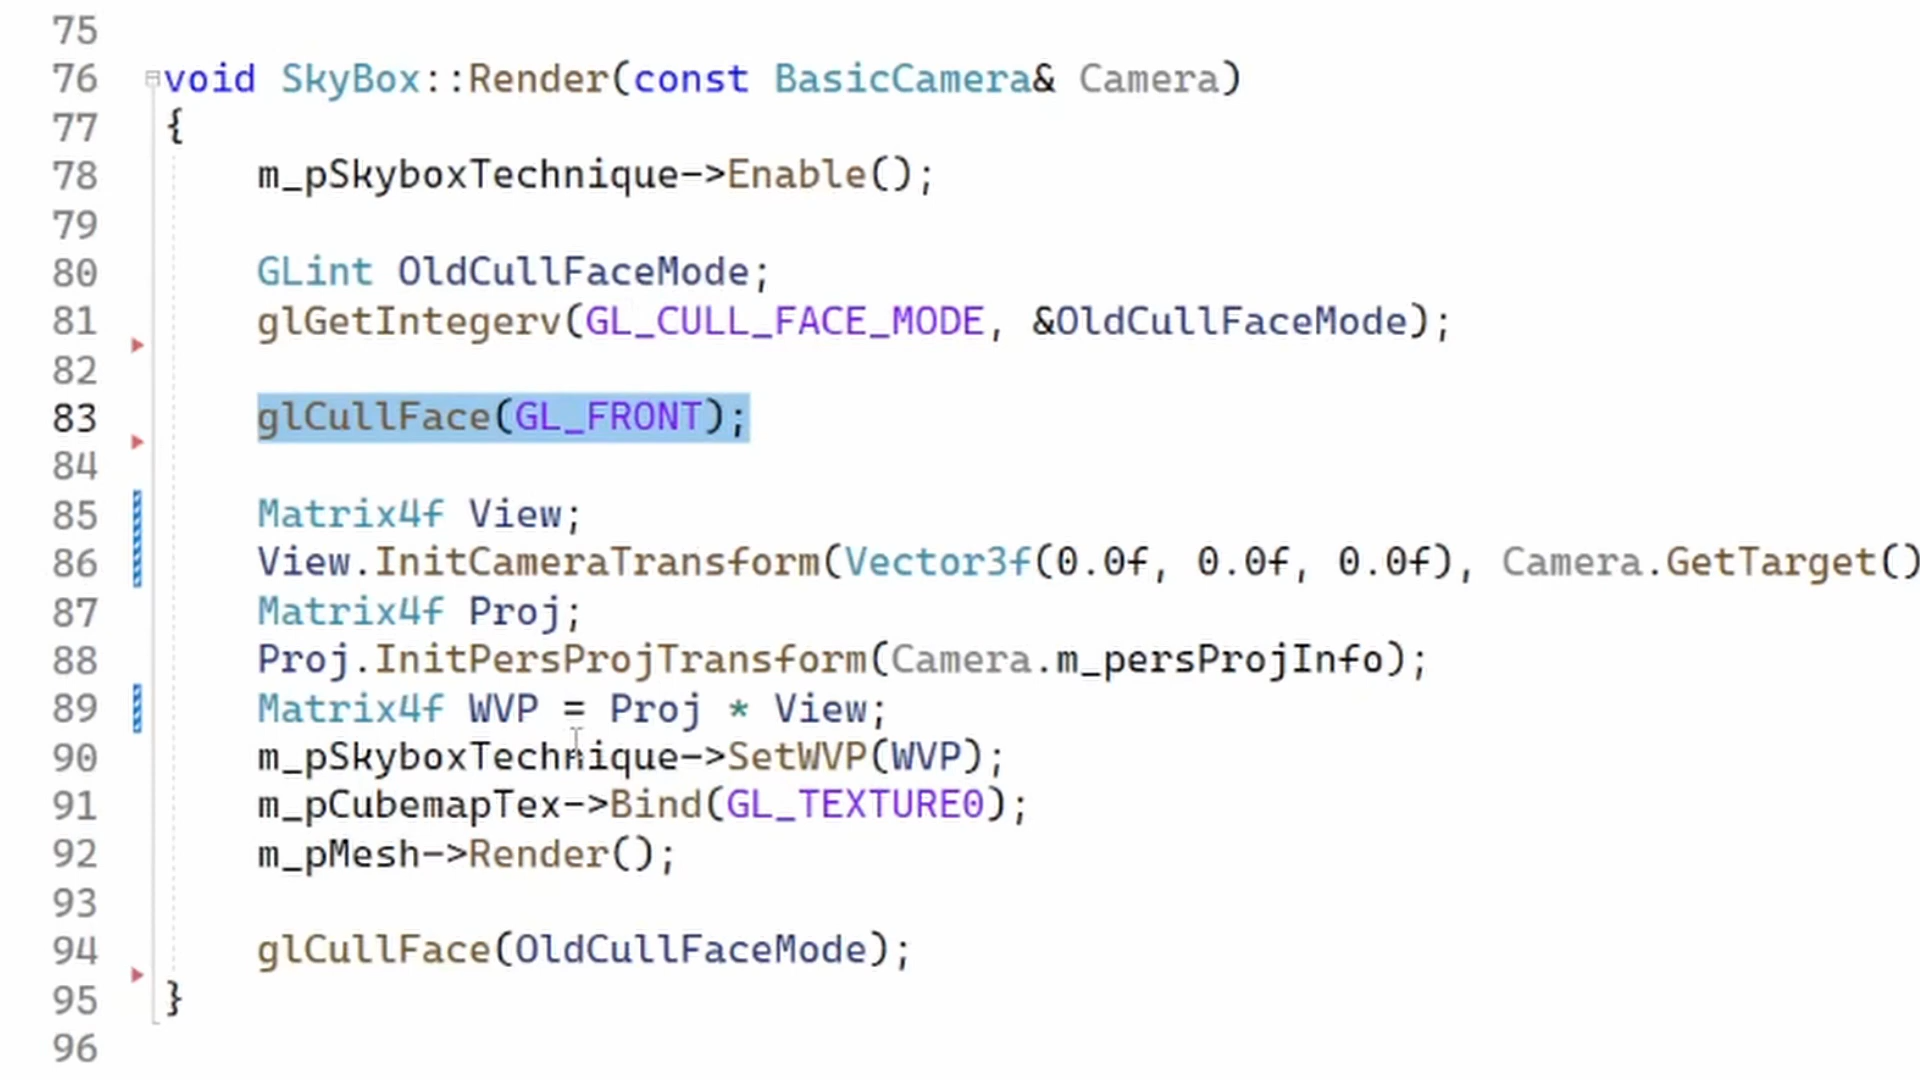 75
76 void SkyBox::Render(const BasicCamera& Camera)
77 {
78 m_pSkyboxTechnique->Enable();
79
80 GLint OldCullFaceMode;
81 glGetIntegerv(GL_CULL_FACE_MODE, &OldCullFaceMode);
82
83 glCullFace(GL_FRONT);
84
85 Matrix4f View;
86 View.InitCameraTransform(Vector3f(0.0f, 0.0f, 0.0f), Camera.GetTarget()
87 Matrix4f Proj;
88 Proj.InitPersProjTransform(Camera.m_persProjInfo);
89 Matrix4f WVP = Proj * View;
90 m_pSkyboxTechnique->SetWVP(WVP);
91 m_pCubemapTex->Bind(GL_TEXTURE0);
92 m_pMesh->Render();
93
94 glCullFace(OldCullFaceMode);
95 }
96